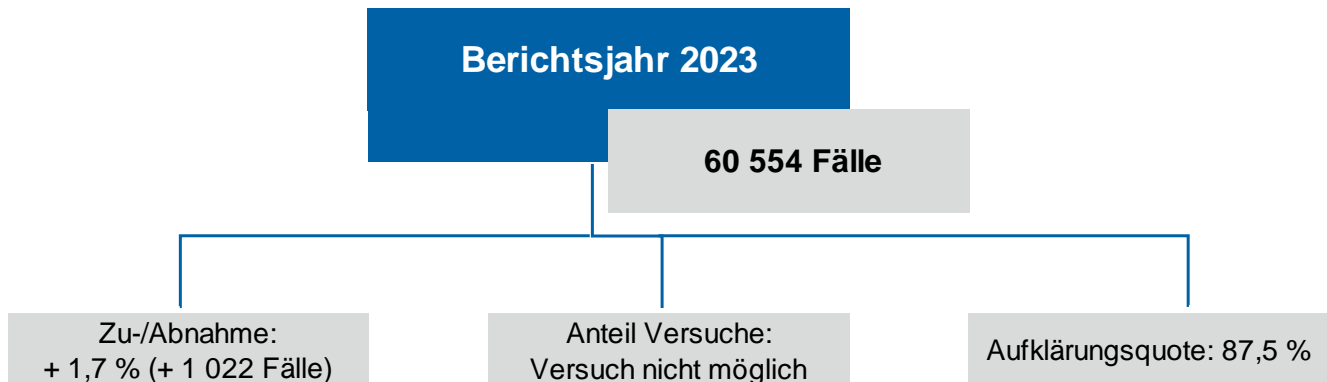 Berichtsjahr 2023
60 554 Fälle
Zu-/Abnahme:
+ 1,7 % (+ 1 022 Fälle)
Anteil Versuche:
Versuch nicht möglich
Aufklärungsquote: 87,5 %